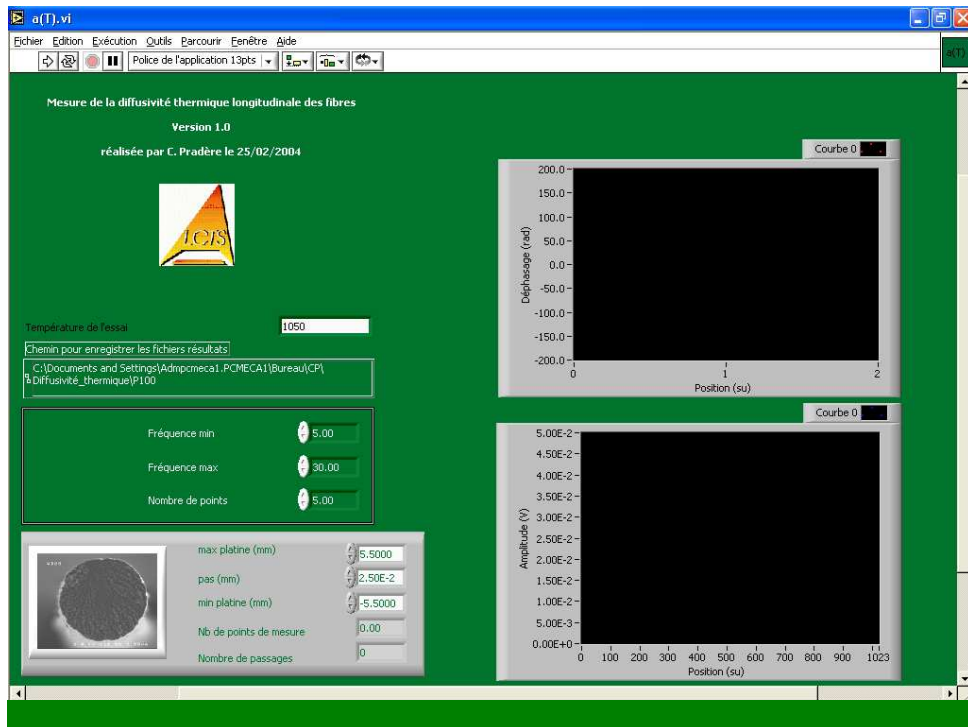 a(T).vi
Fichier Edition Exécution Outils Parcourir Fenêtre Aide
Police de l'application 13pts
a(T)
Mesure de la diffusivité thermique longitudinale des fibres
Version 1.0
réalisée par C. Pradère le 25/02/2004
LCTS
Température de l'essai
1050
Chemin pour enregistrer les fichiers résultats
C:\Documents and Settings\Admpcmeca1.PCMECA1\Bureau\CP\
Diffusivité_thermique\P100
Fréquence min 5.00
Fréquence max 30.00
Nombre de points 5.00
max platine (mm) 5.5000
pas (mm) 2.50E-2
min platine (mm) -5.5000
Nb de points de mesure 0.00
Nombre de passages 0
Courbe 0
200.0
150.0
100.0
50.0
0.0
-50.0
-100.0
-150.0
-200.0
Déphasage (rad)
0 1 2
Position (su)
Courbe 0
5.00E-2
4.50E-2
4.00E-2
3.50E-2
3.00E-2
2.50E-2
2.00E-2
1.50E-2
1.00E-2
5.00E-3
0.00E+0
Amplitude (V)
0 100 200 300 400 500 600 700 800 900 1023
Position (su)